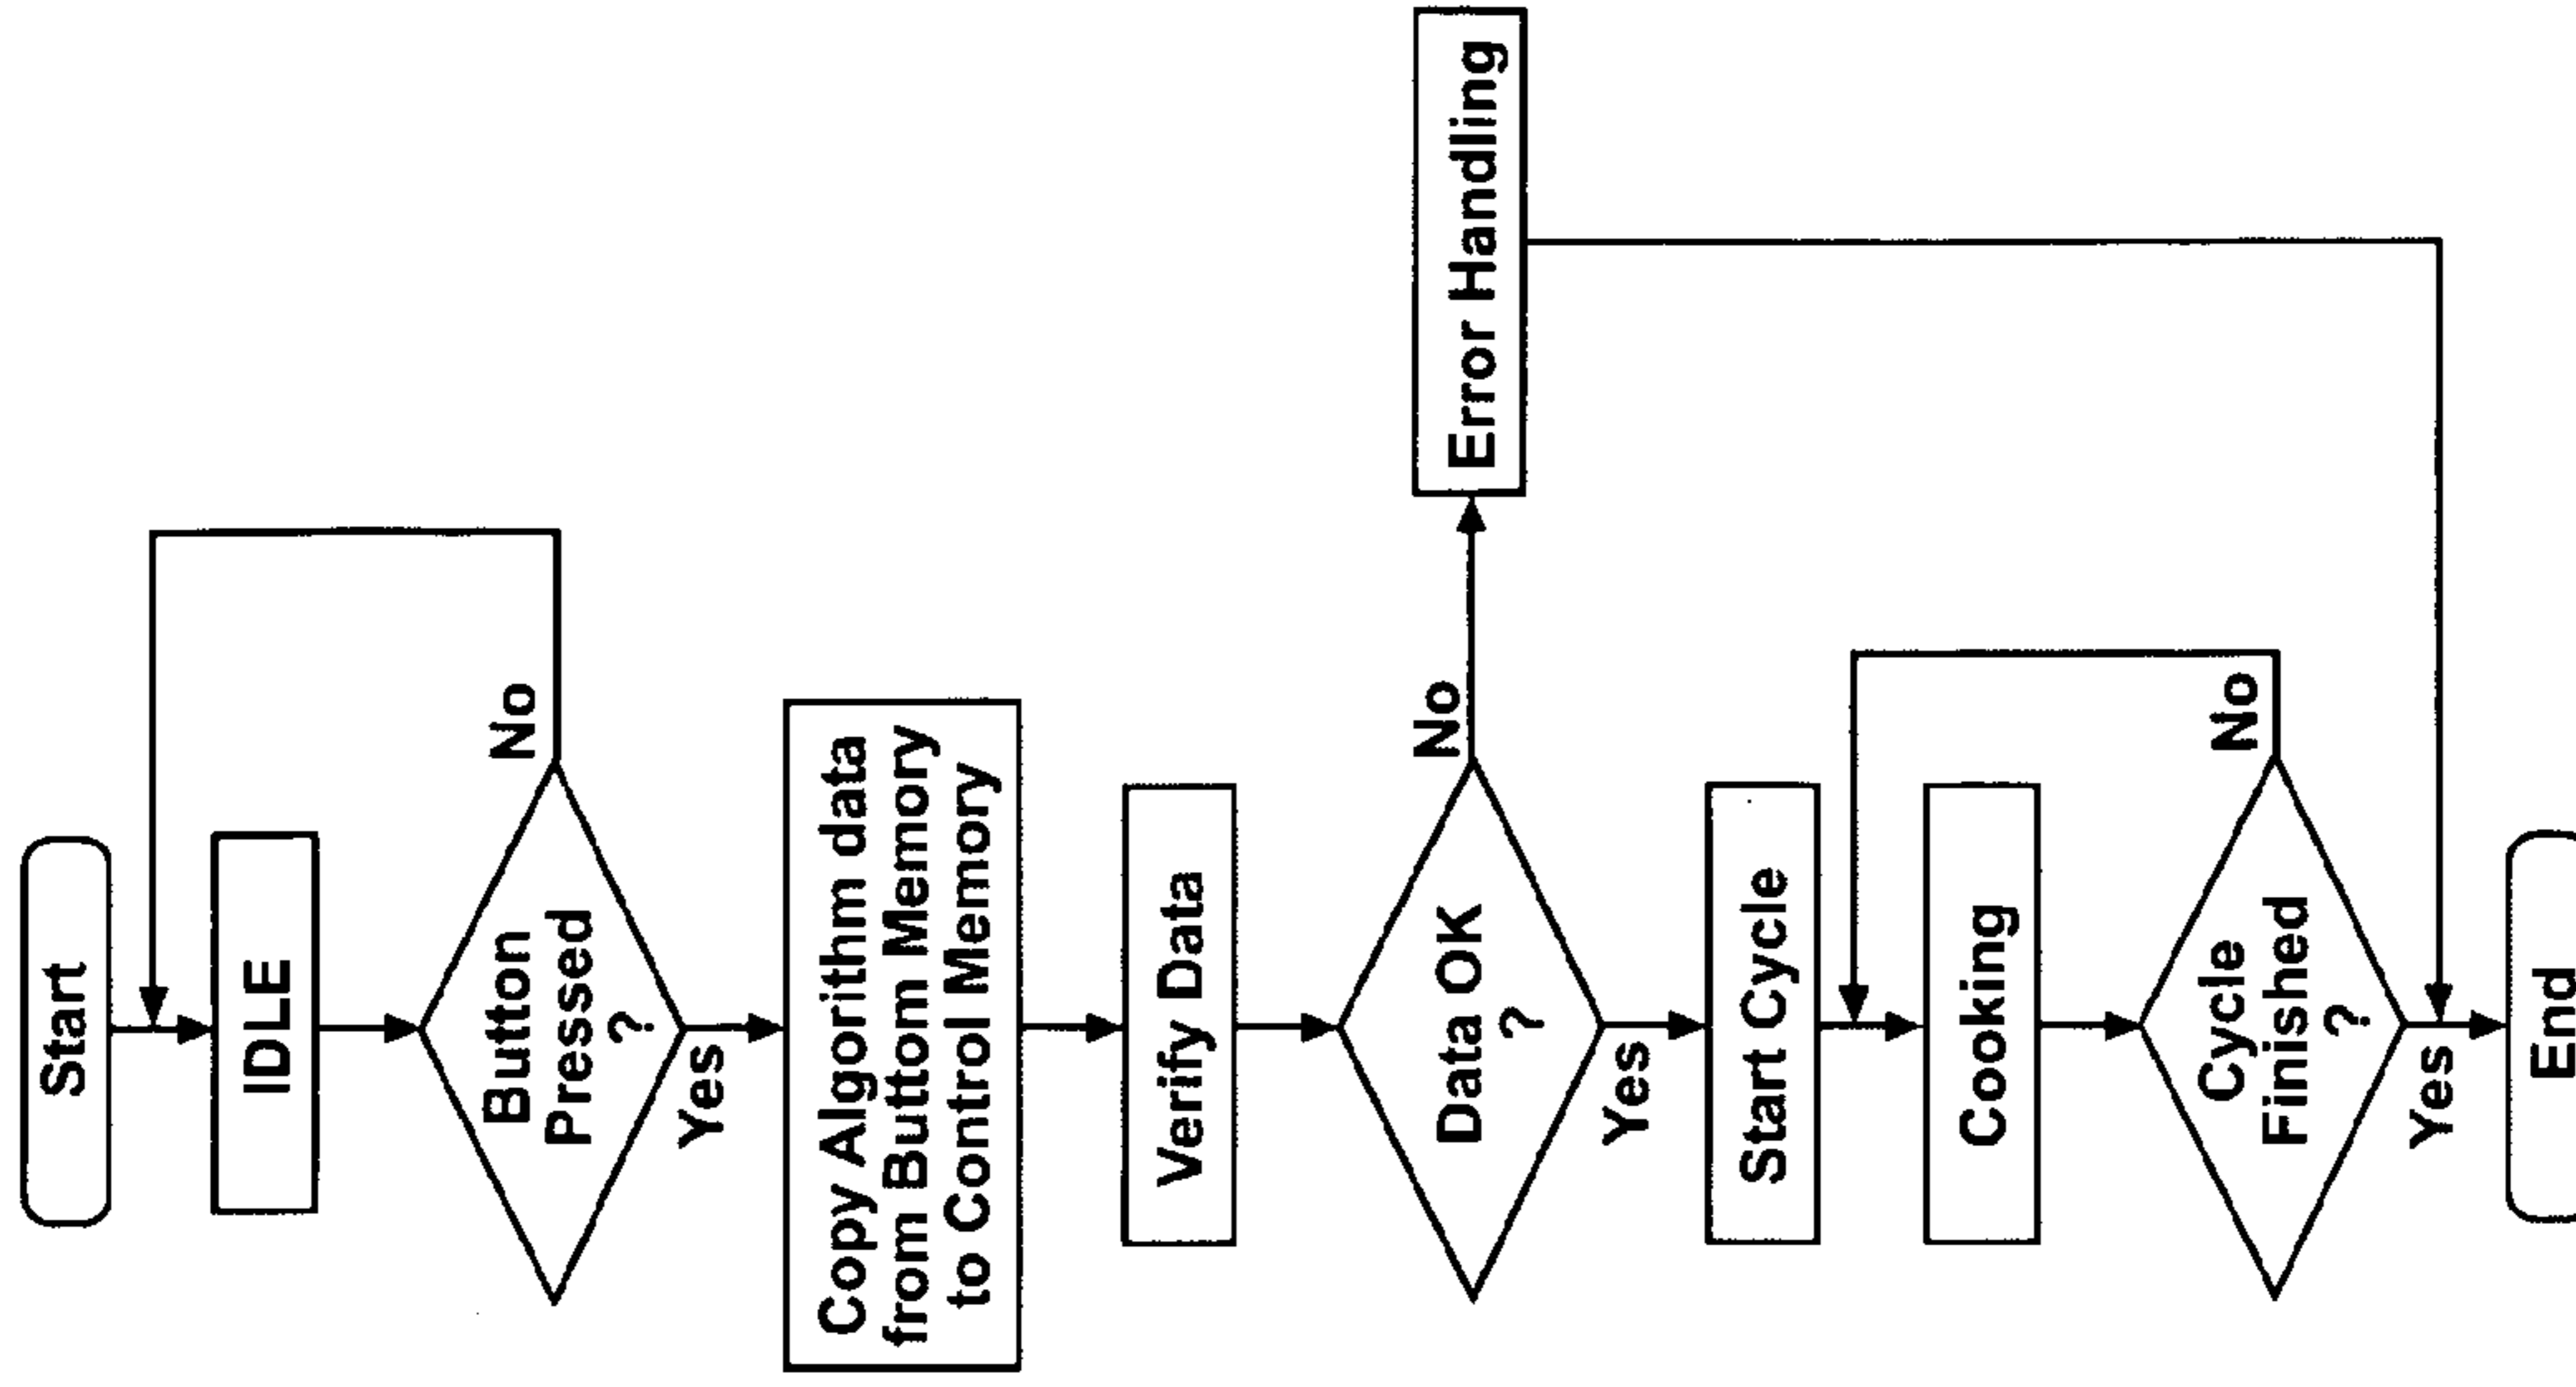 Start
IDLE
Button
Pressed
?
No
Yes
Copy Algorithm data
from Buttom Memory
to Control Memory
Verify Data
Data OK
?
No
Error Handling
Yes
Start Cycle
Cooking
Cycle
Finished
?
No
Yes
End